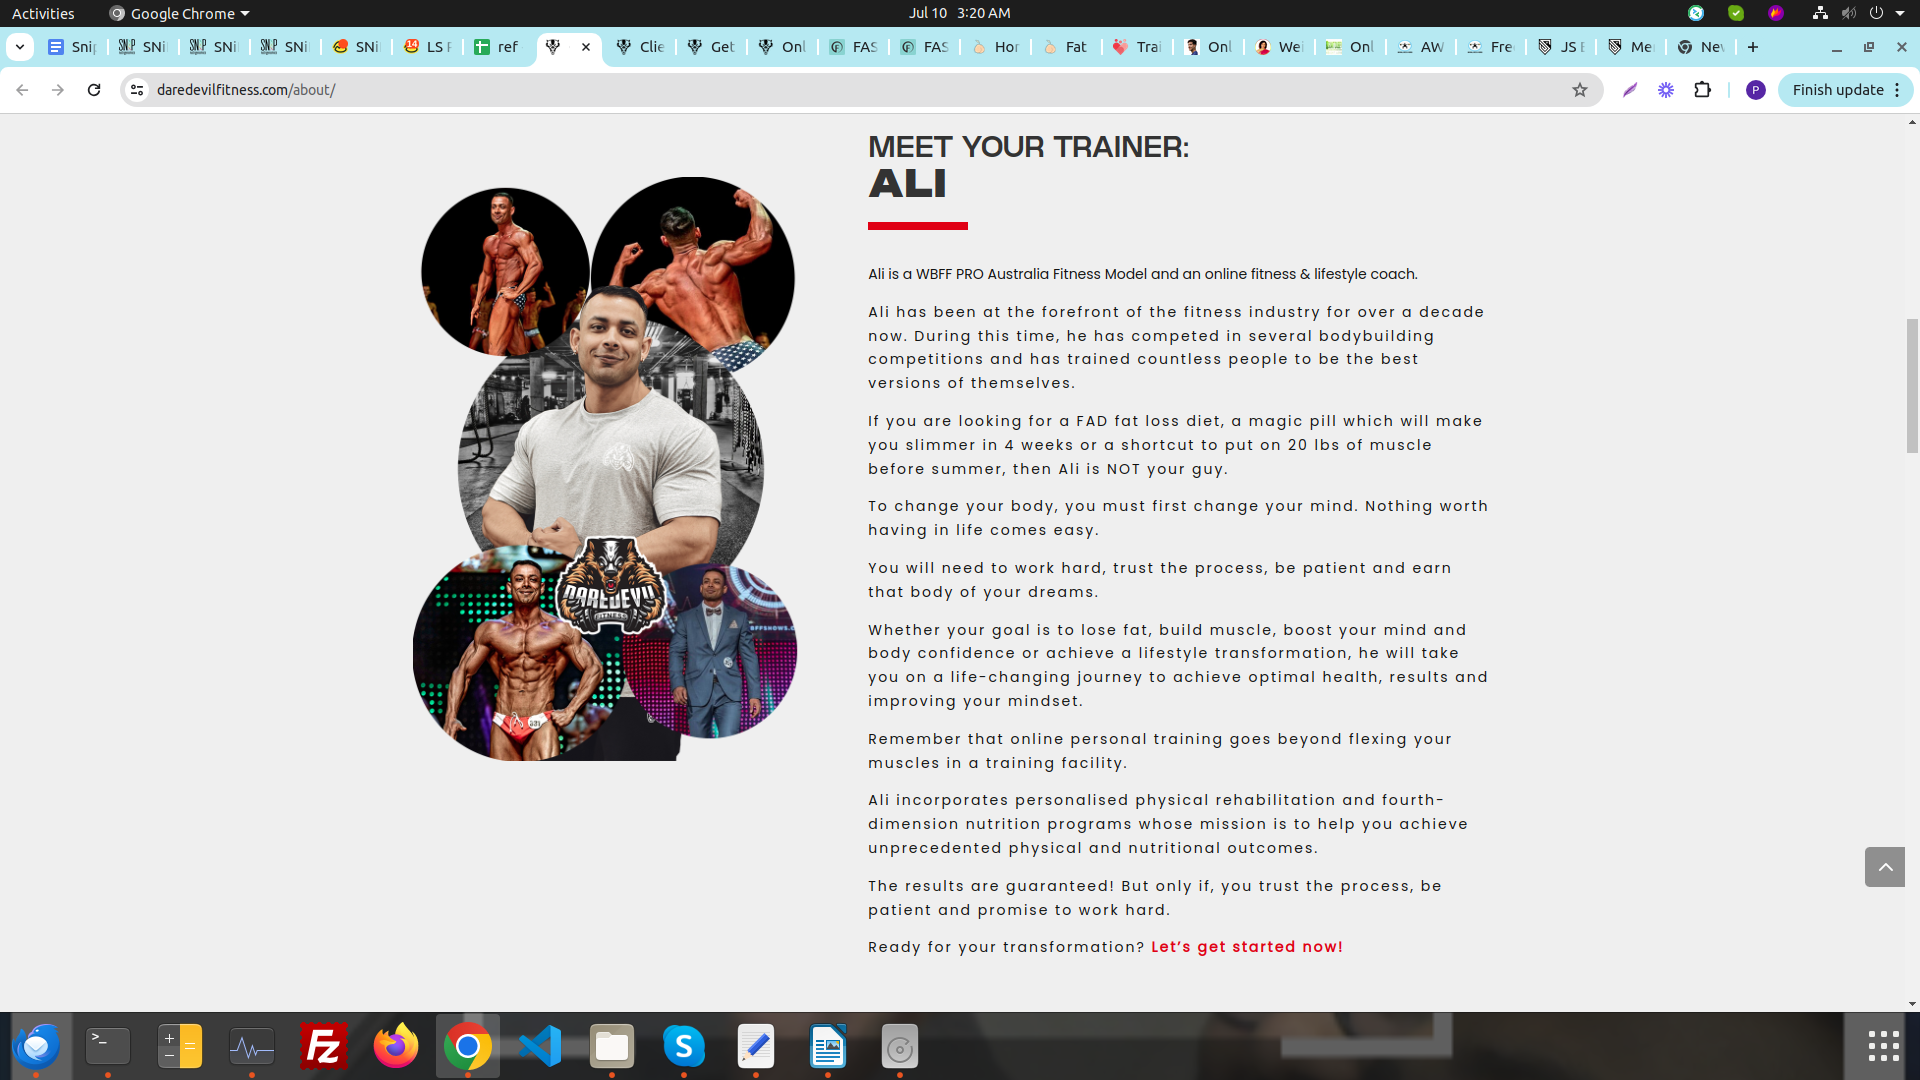 Activities
Google Chrome
Jul 10 3:20 AM
Snip
SNi
SNi
SNi
SNi
LS F
ref
Clie
Get
Onl
FAS
FAS
Hor
Fat
Trai
Onl
Wei
Onl
AW
Free
JS B
Me
Nev
daredevilfitness.com/about/
P
Finish update
MEET YOUR TRAINER:
ALI
Ali is a WBFF PRO Australia Fitness Model and an online fitness & lifestyle coach.
Ali has been at the forefront of the fitness industry for over a decade
now. During this time, he has competed in several bodybuilding
competitions and has trained countless people to be the best
versions of themselves.
If you are looking for a FAD fat loss diet, a magic pill which will make
you slimmer in 4 weeks or a shortcut to put on 20 lbs of muscle
before summer, then Ali is NOT your guy.
To change your body, you must first change your mind. Nothing worth
having in life comes easy.
You will need to work hard, trust the process, be patient and earn
that body of your dreams.
Whether your goal is to lose fat, build muscle, boost your mind and
body confidence or achieve a lifestyle transformation, he will take
you on a life-changing journey to achieve optimal health, results and
improving your mindset.
Remember that online personal training goes beyond flexing your
muscles in a training facility.
Ali incorporates personalised physical rehabilitation and fourth-
dimension nutrition programs whose mission is to help you achieve
unprecedented physical and nutritional outcomes.
The results are guaranteed! But only if, you trust the process, be
patient and promise to work hard.
Ready for your transformation? Let's get started now!
DAREDEVIL
FITNESS